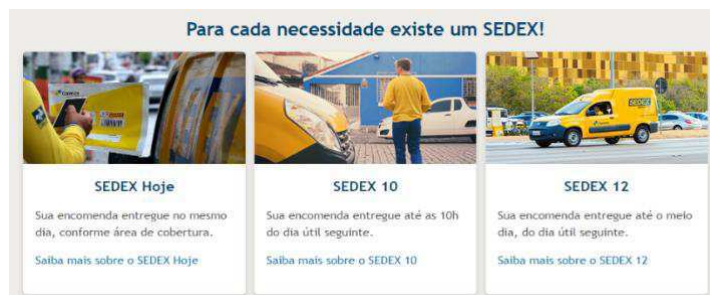 Para cada necessidade existe um SEDEX!
SEDEX
SEDEX Hoje
Sua encomenda entregue no mesmo
dia, conforme área de cobertura.
Saiba mais sobre o SEDEX Hoje
SEDEX 10
Sua encomenda entregue até as 10h
do dia útil seguinte.
Saiba mais sobre o SEDEX 10
SEDEX 12
Sua encomenda entregue até o meio
dia, do dia útil seguinte.
Saiba mais sobre o SEDEX 12